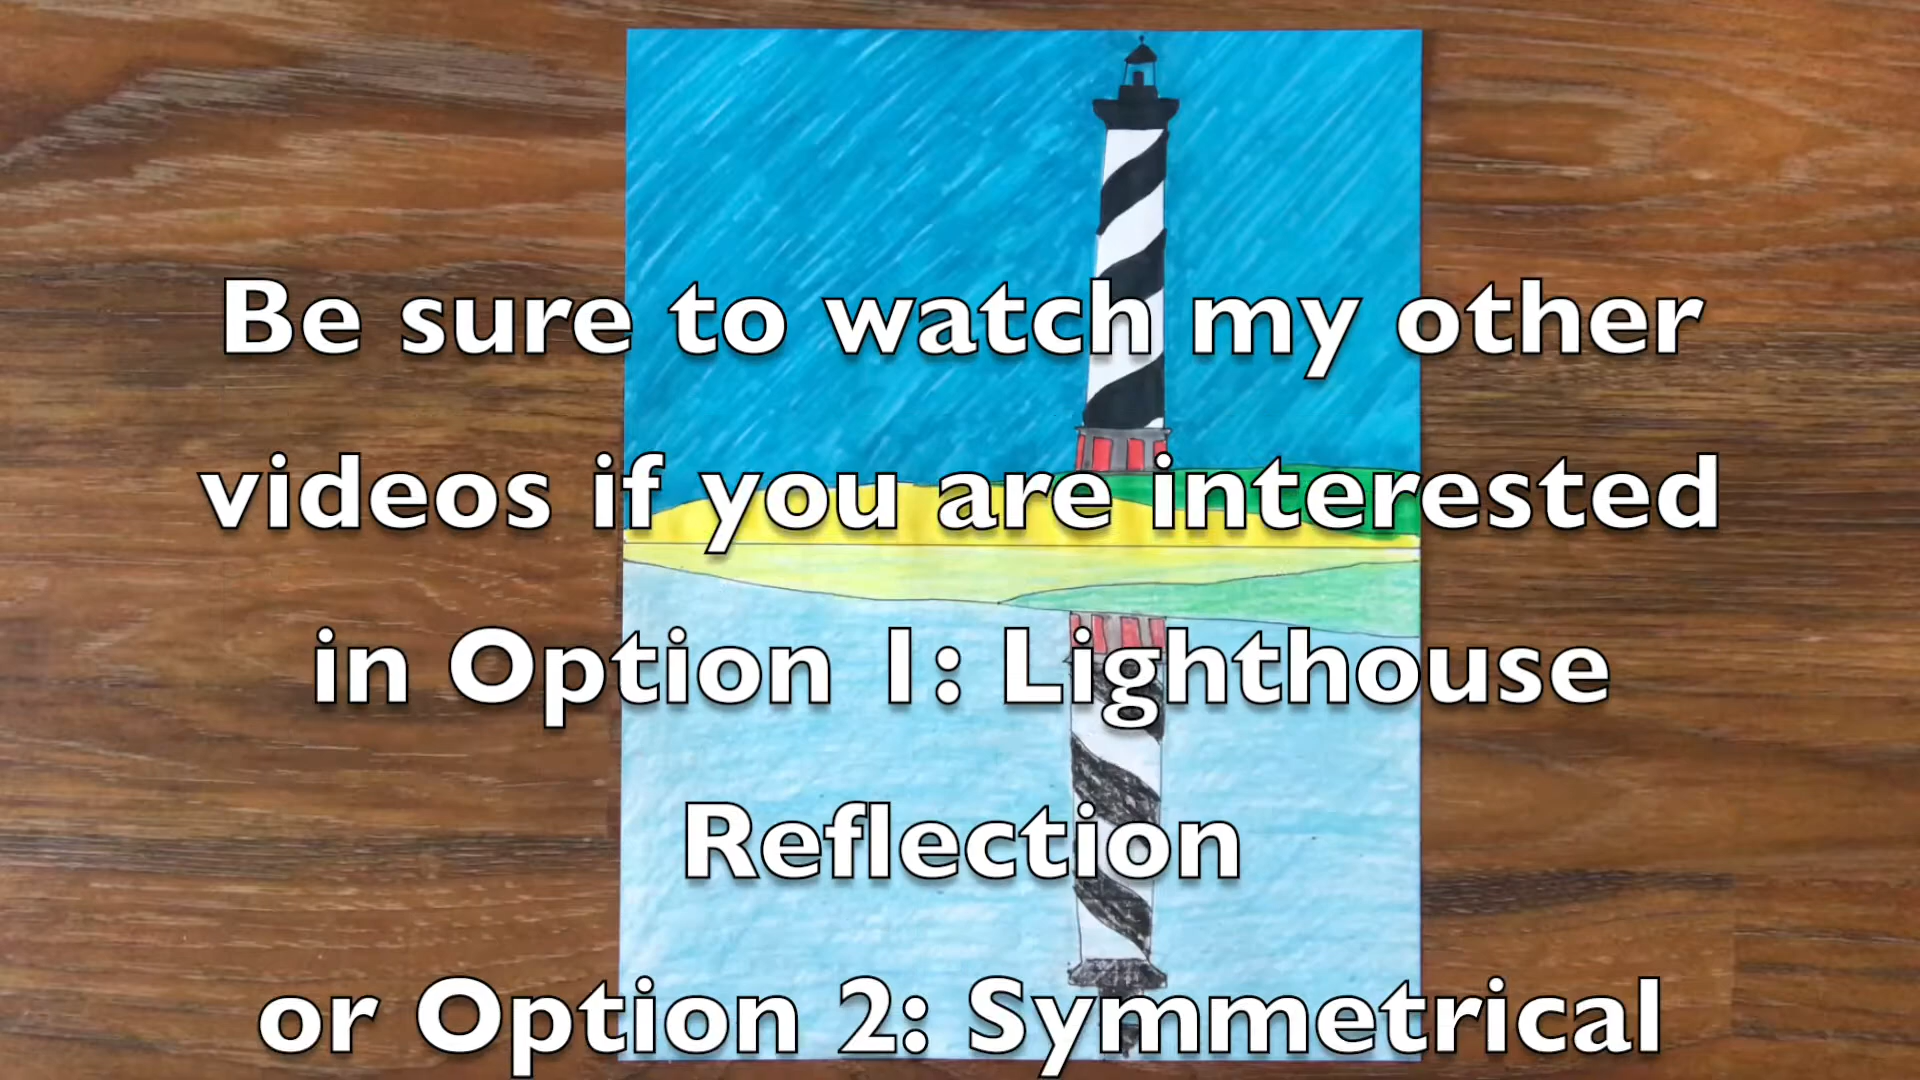 Be sure to watch my other
videos if you are interested
in Option 1: Lighthouse
Reflection
or Option 2: Symmetrical